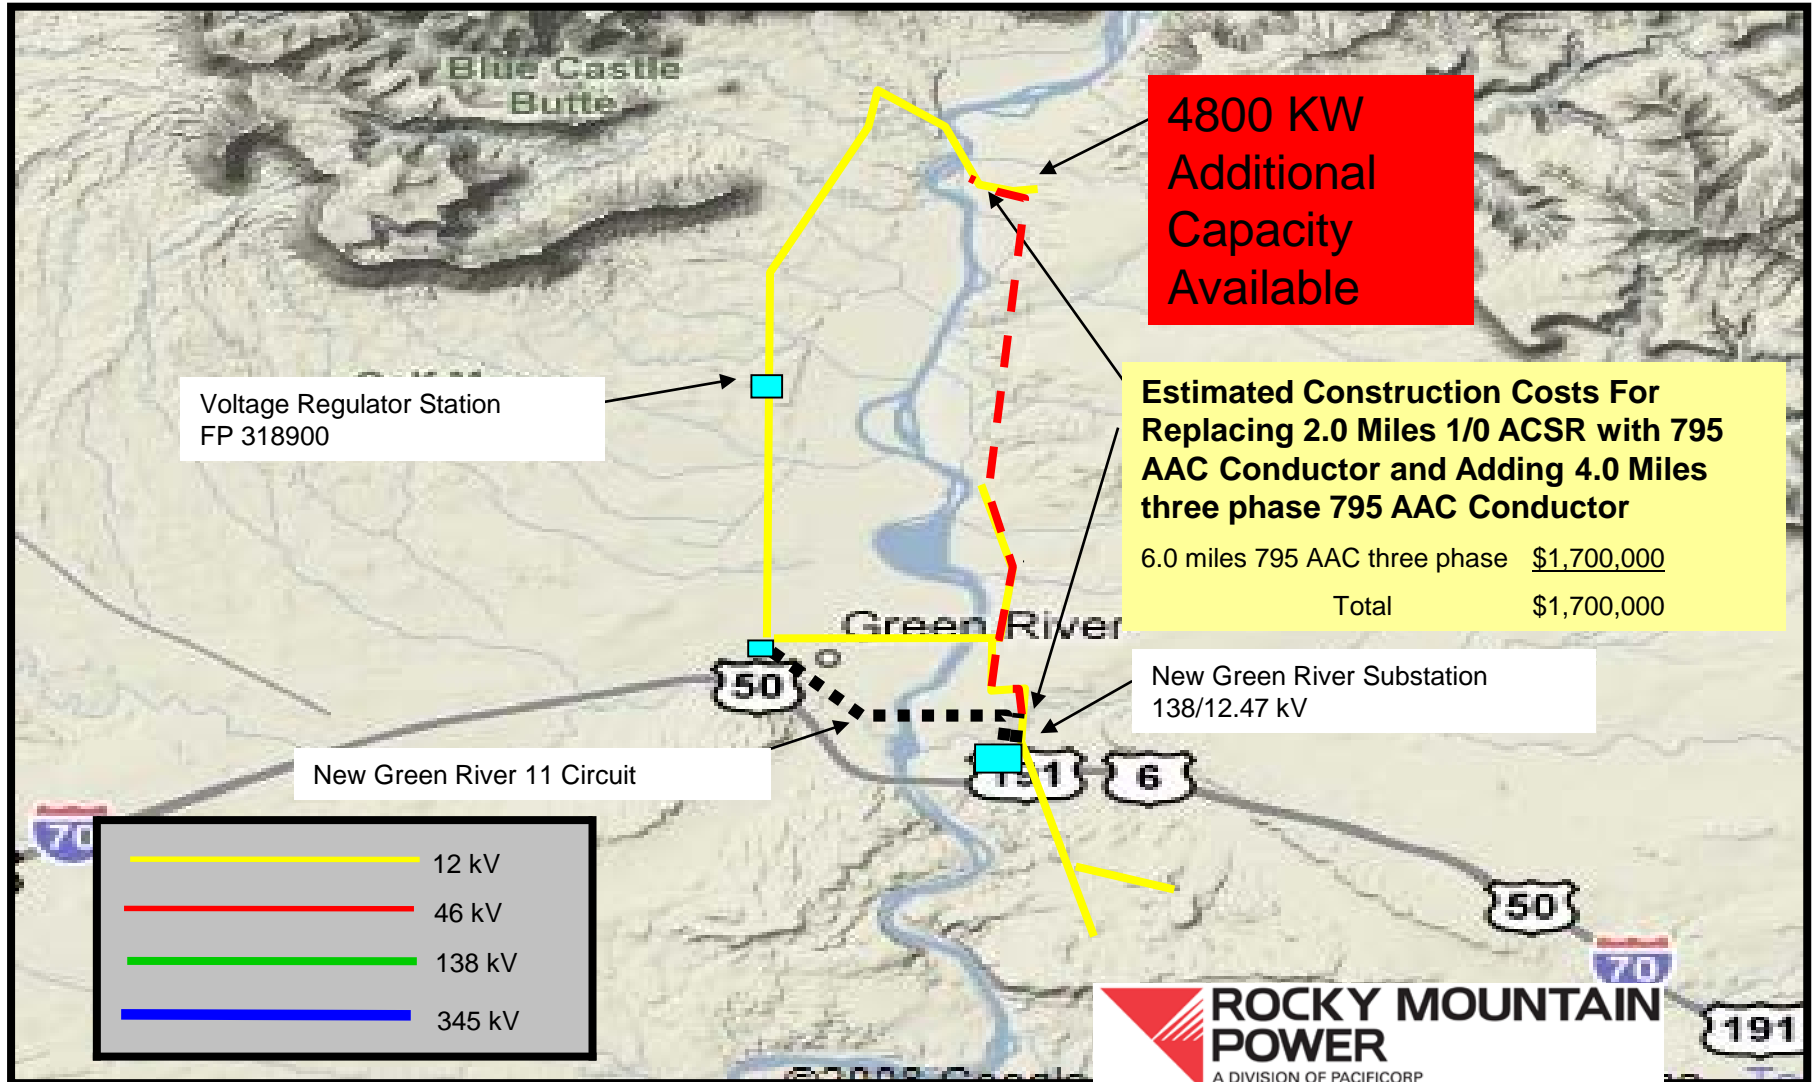 Blue Castle
Butte
4800 KW
Additional
Capacity
Available
Voltage Regulator Station
FP 318900
Estimated Construction Costs For
Replacing 2.0 Miles 1/0 ACSR with 795
AAC Conductor and Adding 4.0 Miles
three phase 795 AAC Conductor
6.0 miles 795 AAC three phase $1,700,000
Total $1,700,000
Green River
50
New Green River Substation
138/12.47 kV
New Green River 11 Circuit
191
6
70
12 kV
46 kV
138 kV
345 kV
50
70
191
ROCKY MOUNTAIN
POWER
A DIVISION OF PACIFICORP